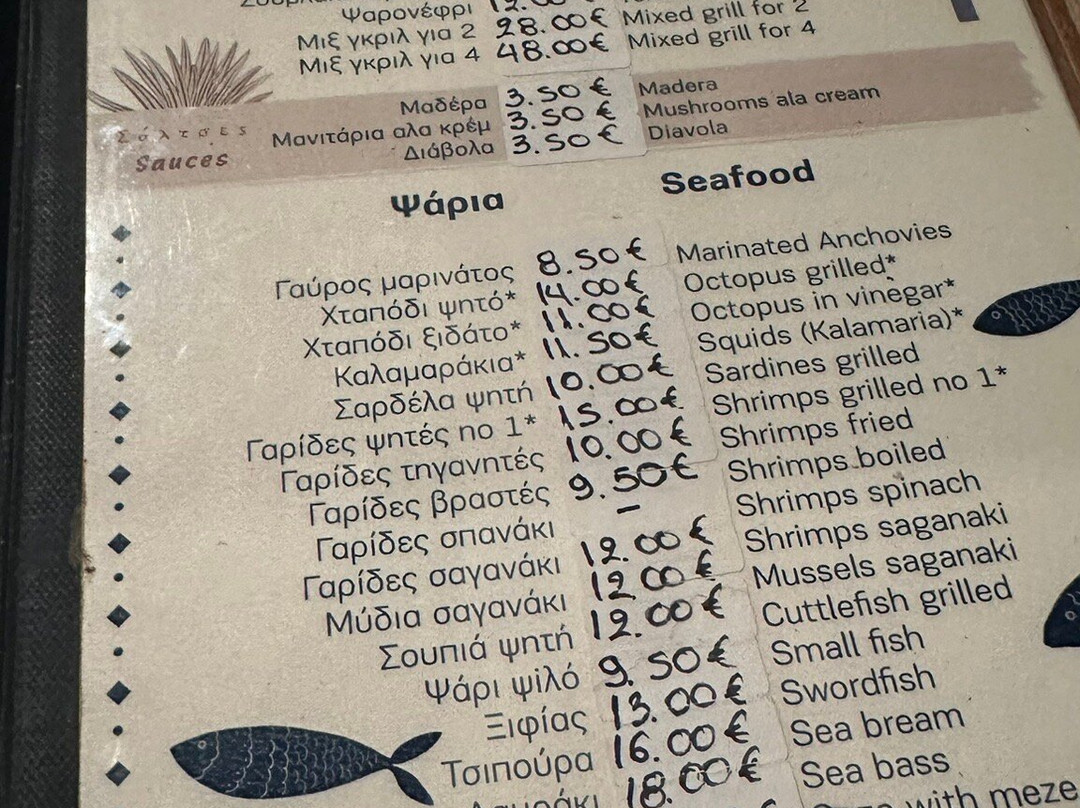 Ψαρονέφρι
Μιξ γκριλ για 2 28.00€ Mixed grill for 2
Μιξ γκριλ για 4 48.00€ Mixed grill for 4
Σάλτσες
Sauces
Μαδέρα 3.50€ Madera
Μανιτάρια αλα κρέμ 3.50€ Mushrooms ala cream
Διάβολα 3.50€ Diavola
Ψάρια Seafood
Γαύρος μαρινάτος 8.50€ Marinated Anchovies
Χταπόδι ψητό* 14.00€ Octopus grilled*
Χταπόδι ξιδάτο* 11.00€ Octopus in vinegar*
Καλαμαράκια* 11.50€ Squids (Kalamaria)*
Σαρδέλα ψητή 10.00€ Sardines grilled
Γαρίδες ψητές no 1* 15.00€ Shrimps grilled no 1*
Γαρίδες τηγανητές 10.00€ Shrimps fried
Γαρίδες βραστές 9.50€ Shrimps boiled
Γαρίδες σπανάκι – Shrimps spinach
Γαρίδες σαγανάκι 12.00€ Shrimps saganaki
Μύδια σαγανάκι 12 00€ Mussels saganaki
Σουπιά ψητή 12.00€ Cuttlefish grilled
Ψάρι ψιλό 9.50€ Small fish
Ξιφίας 13.00€ Swordfish
Τσιπούρα 16.00€ Sea bream
18.00€ Sea bass
with meze